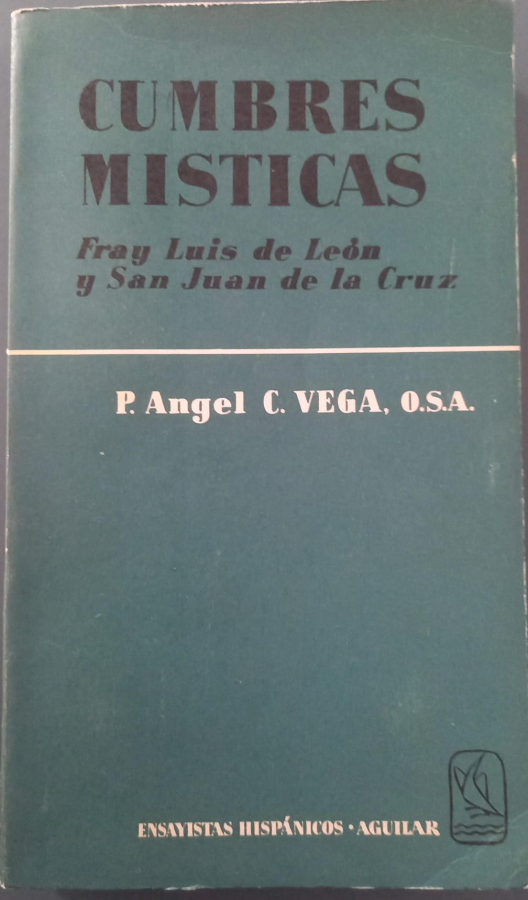 CUMBRES
MISTICAS
Fray Luis de León
y San Juan de la Cruz
P. Angel C. VEGA, O.S.A.
ENSAYISTAS HISPÁNICOS · AGUILAR